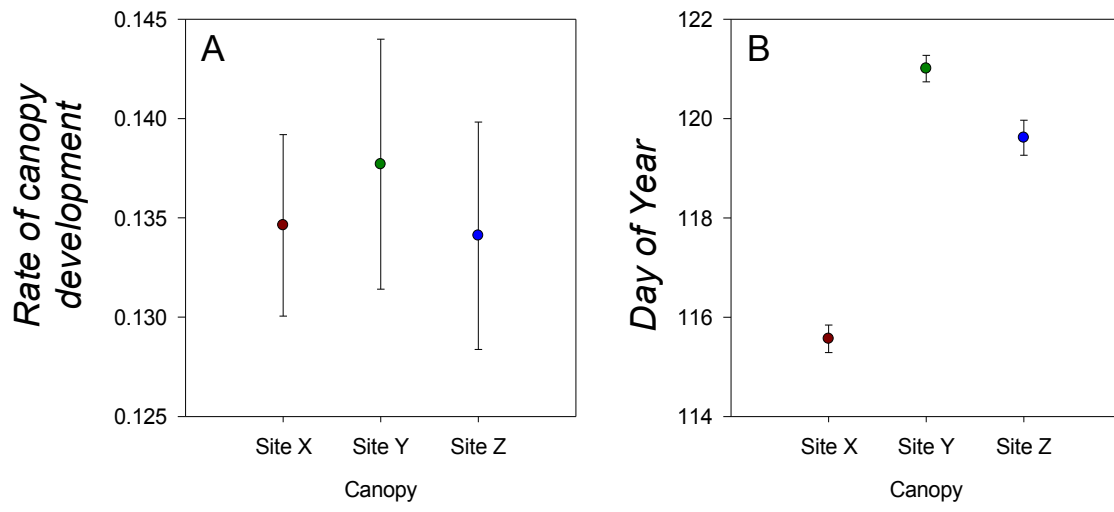 A
Rate of canopy
development
0.145
0.140
0.135
0.130
0.125
Site X Site Y Site Z
Canopy
B
Day of Year
122
120
118
116
114
Site X Site Y Site Z
Canopy